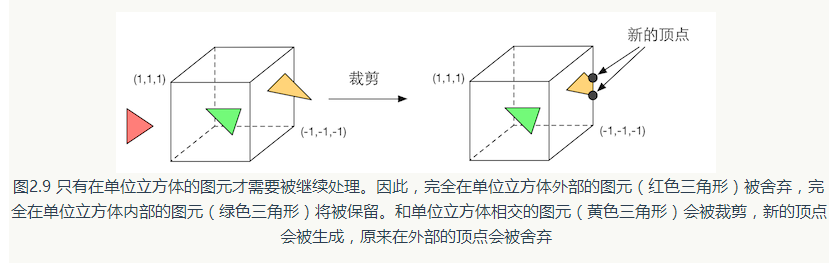 新的顶点
(1,1,1)
裁剪
(1,1,1)
(-1,-1,-1)
(-1,-1,-1)
图2.9 只有在单位立方体的图元才需要被继续处理。因此，完全在单位立方体外部的图元（红色三角形）被舍弃，完
全在单位立方体内部的图元（绿色三角形）将被保留。和单位立方体相交的图元（黄色三角形）会被裁剪，新的顶点
会被生成，原来在外部的顶点会被舍弃